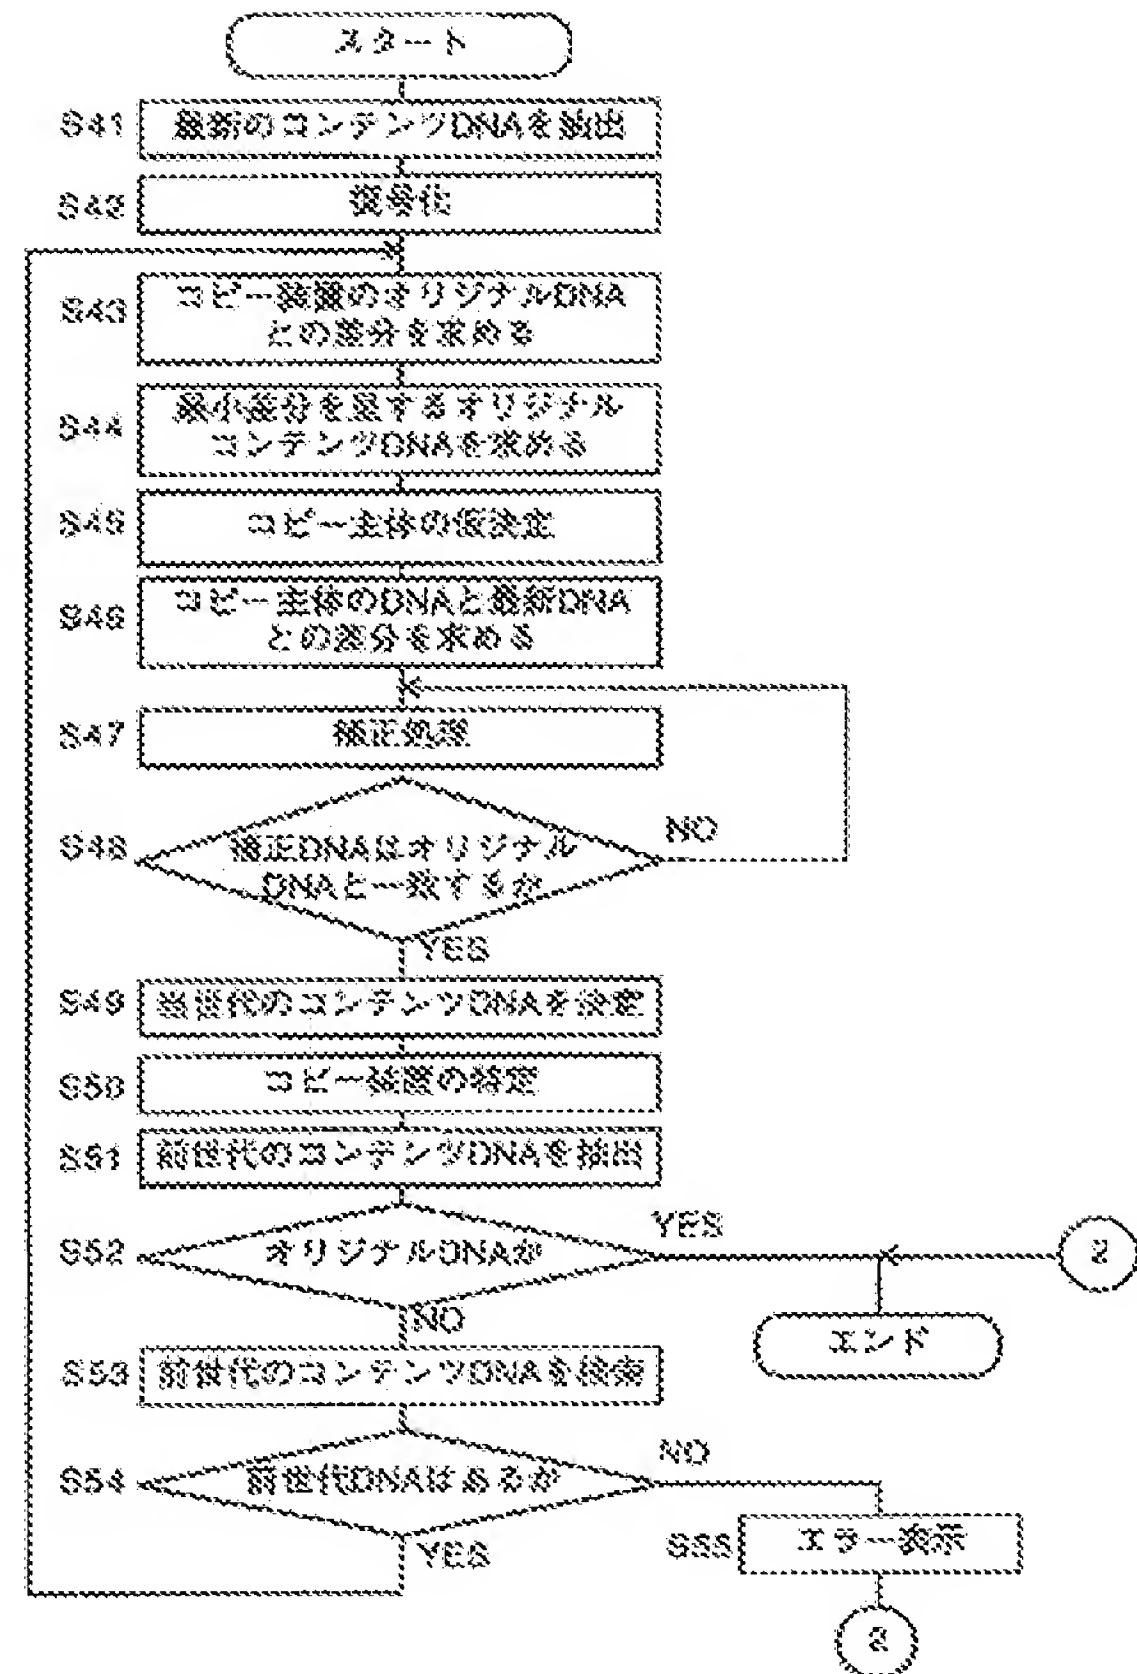 スタート
S41 最新のコンテンツDNAを抽出
S42 復号化
S43 コピー装置のオリジナルDNA
との差分を求める
S44 最小差分を呈するオリジナル
コンテンツDNAを求める
S45 コピー主体の仮決定
S46 コピー主体のDNAと最新DNA
との差分を求める
S47 補正処理
S48 補正DNAはオリジナル
DNAと一致するか
NO
YES
S49 当世代のコンテンツDNAを決定
S50 コピー装置の特定
S51 前世代のコンテンツDNAを抽出
S52 オリジナルDNAか
YES
2
NO
エンド
S53 前世代のコンテンツDNAを検索
S54 前世代DNAはあるか
NO
YES
S55 エラー表示
2